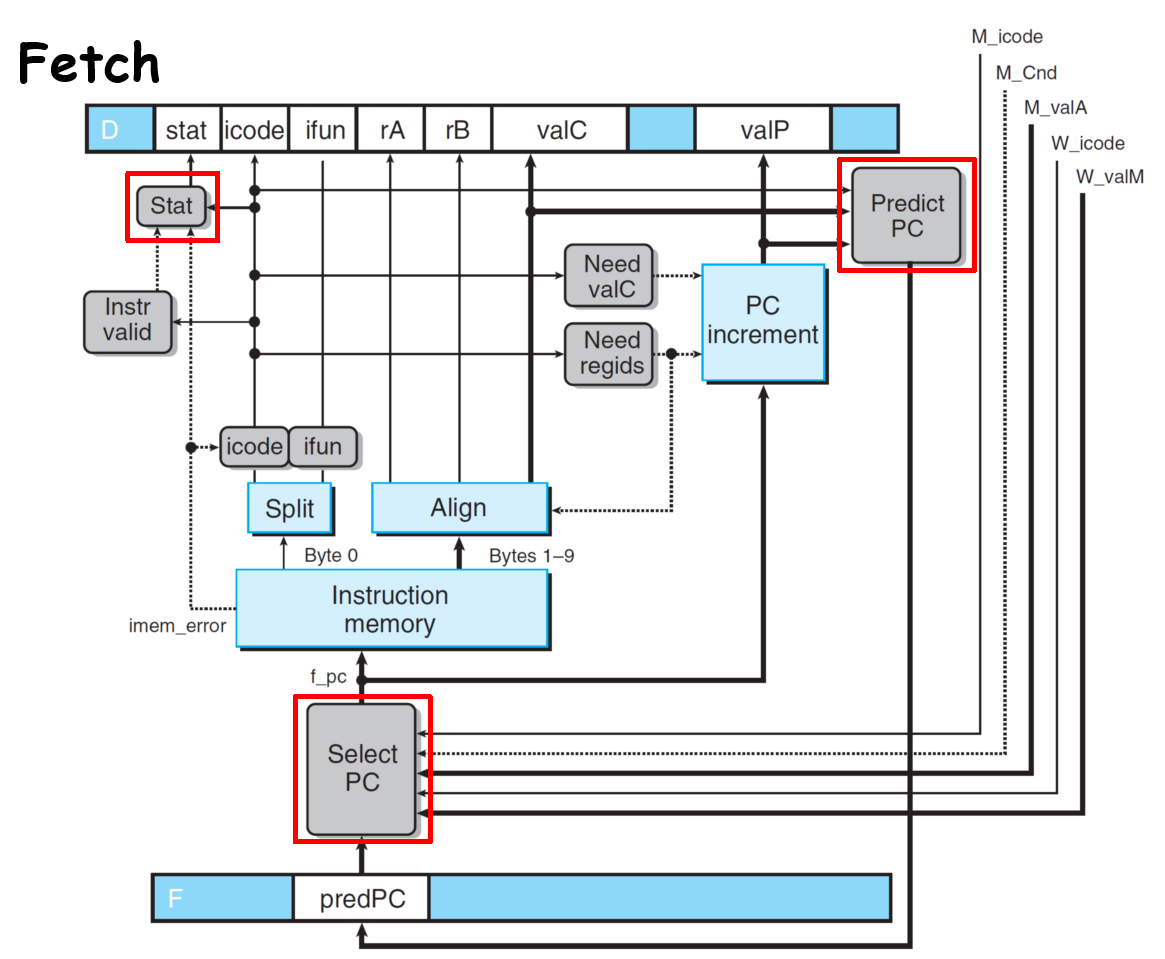 Fetch
M_icode
M_Cnd
M_valA
W_icode
W_valM
D stat icode ifun rA rB valC valP
Stat
Predict
PC
Need
valC
Instr
valid
PC
increment
Need
regids
icode ifun
Split
Align
Byte 0
Bytes 1–9
Instruction
memory
imem_error
f_pc
Select
PC
F predPC